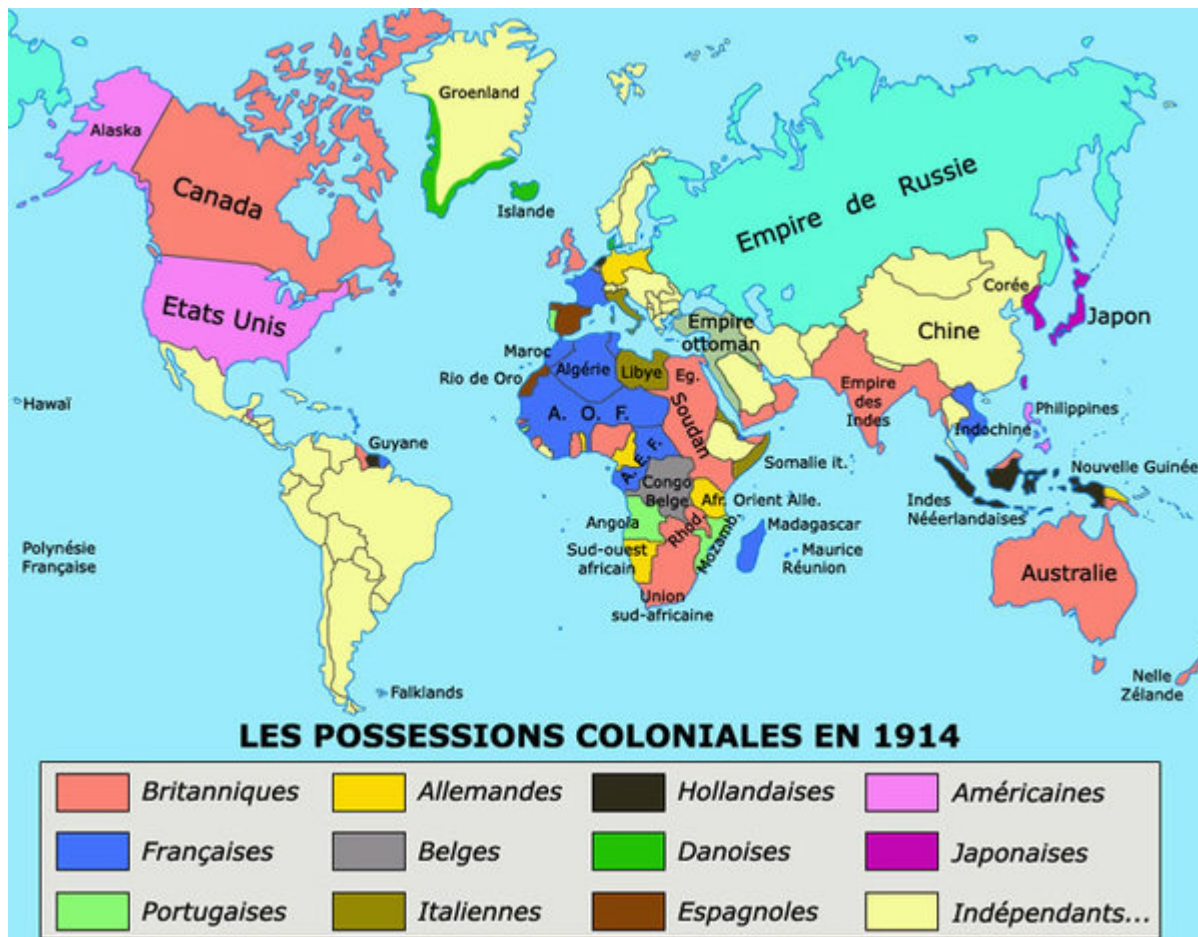 Groenland
Alaska
Canada
Islande
Empire de Russie
Etats Unis
Corée
Chine
Japon
Empire
ottoman
Maroc
Algérie
Libye
Eg.
Rio de Oro
Hawaï
A. O. F.
Soudan
Empire
des
Indes
Philippines
Guyane
Indochine
A. E. F.
Somalie it.
Nouvelle Guinée
Congo
Belge
Afr. Orient Alle.
Indes
Nééerlandaises
Angola
Rhod.
Mozamb.
Madagascar
Polynésie
Française
Sud-ouest
africain
Maurice
Réunion
Australie
Union
sud-africaine
Falklands
Nelle
Zélande
LES POSSESSIONS COLONIALES EN 1914
Britanniques Allemandes Hollandaises Américaines
Françaises Belges Danoises Japonaises
Portugaises Italiennes Espagnoles Indépendants...